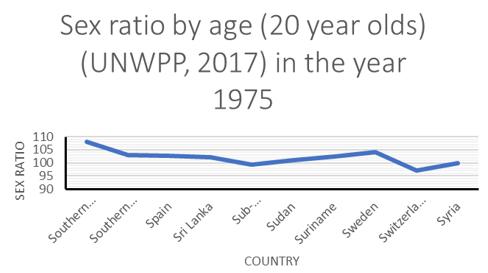 Sex ratio by age (20 year olds)
(UNWPP, 2017) in the year
1975
SEX RATIO
110
105
100
95
90
Southern...
Southern...
Spain
Sri Lanka
Sub-...
Sudan
Suriname
Sweden
Switzerla...
Syria
COUNTRY